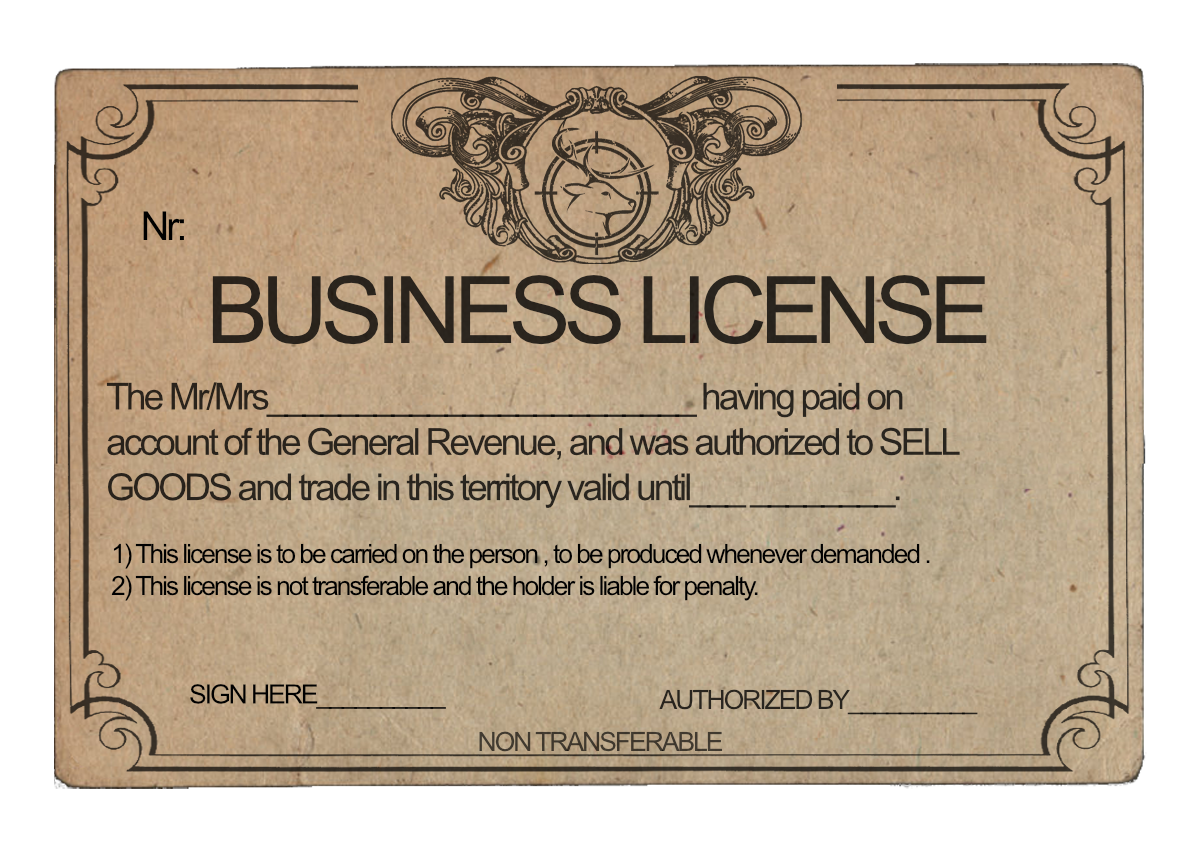 Nr:
BUSINESS LICENSE
The Mr/Mrs______________________ having paid on
account of the General Revenue, and was authorized to SELL
GOODS and trade in this territory valid until___ ________.
1) This license is to be carried on the person , to be produced whenever demanded .
2) This license is not transferable and the holder is liable for penalty.
SIGN HERE_________
AUTHORIZED BY_________
NON TRANSFERABLE